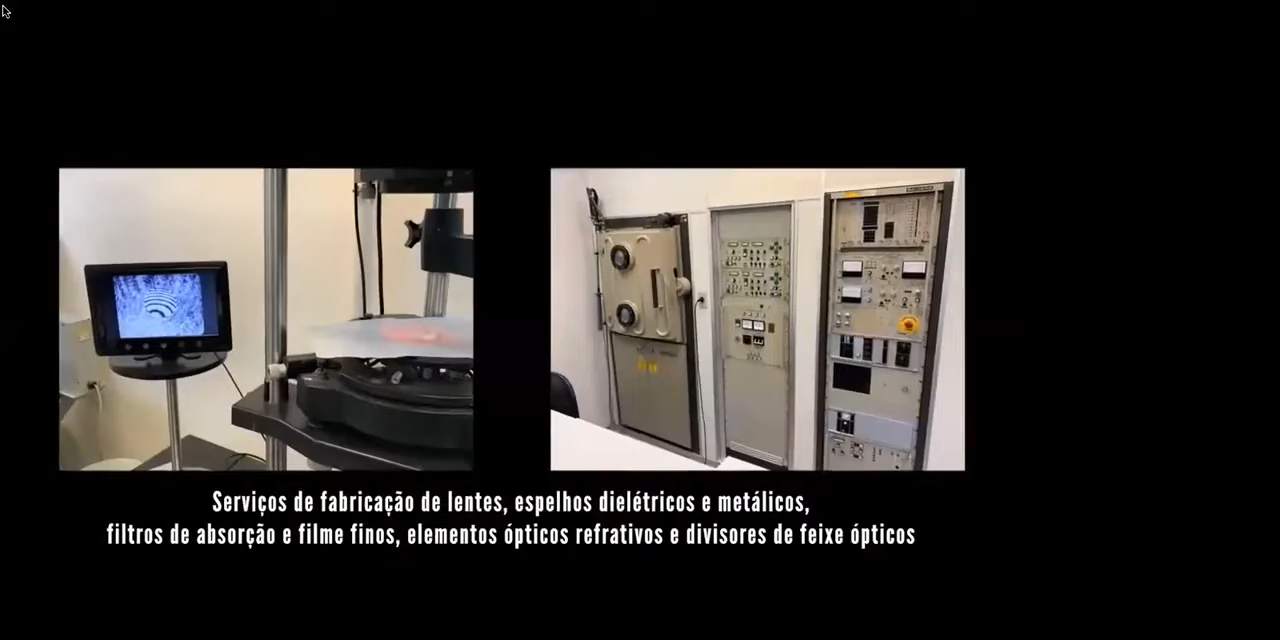 Serviços de fabricação de lentes, espelhos dielétricos e metálicos,
filtros de absorção e filme finos, elementos ópticos refrativos e divisores de feixe ópticos